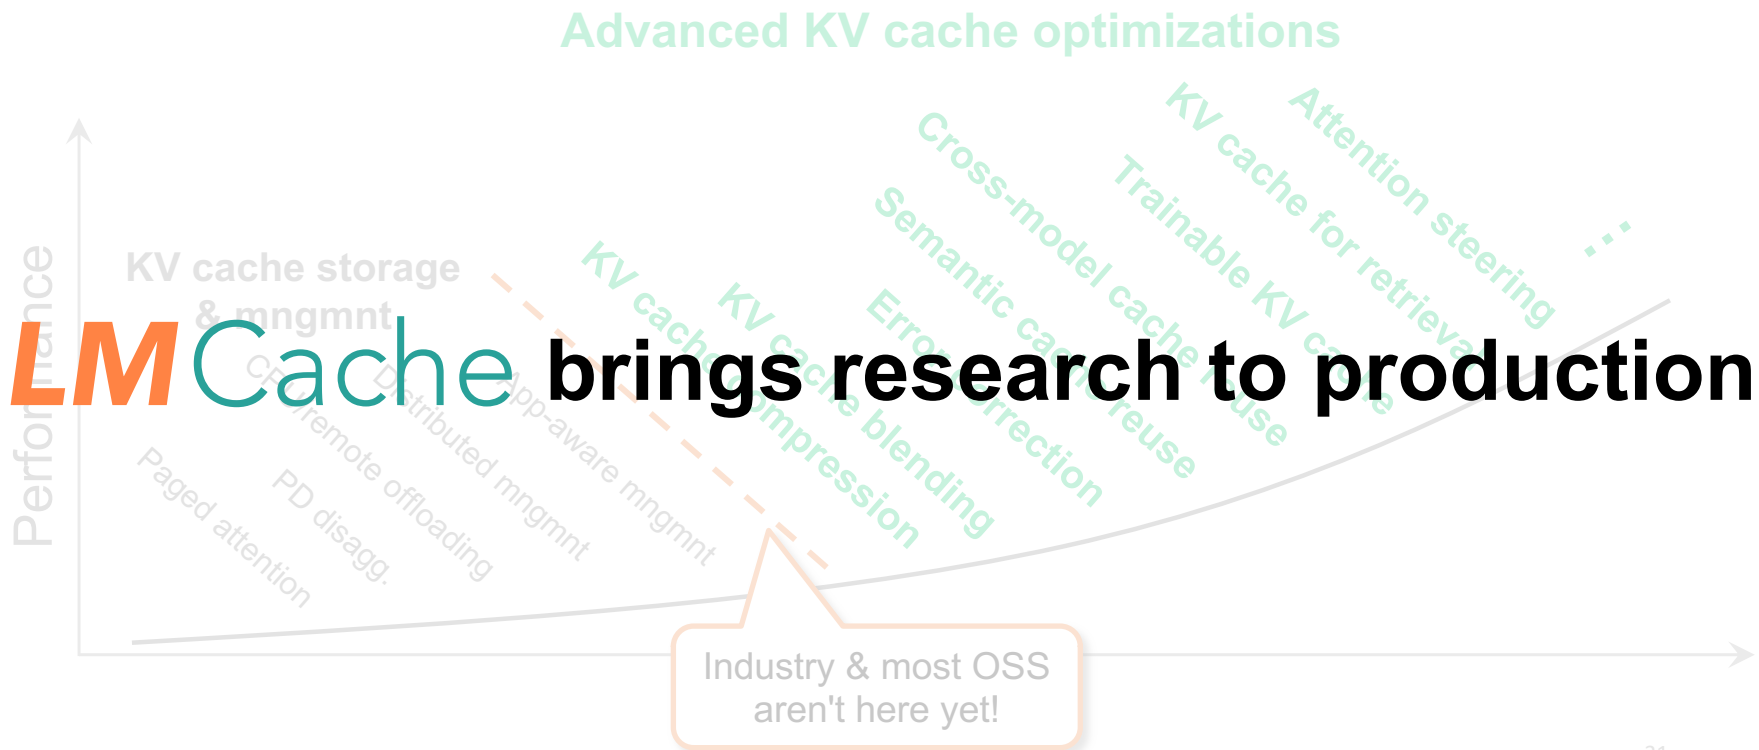 Advanced KV cache optimizations
KV cache storage
& mngmnt
Performance
Paged attention
PD disagg.
CPU/remote offloading
Distributed mngmnt
App-aware mngmnt
KV cache compression
KV cache blending
Error correction
Semantic cache reuse
Cross-model cache reuse
Trainable KV cache
KV cache for retrieval
Attention steering
...
LMCache brings research to production
Industry & most OSS
aren't here yet!